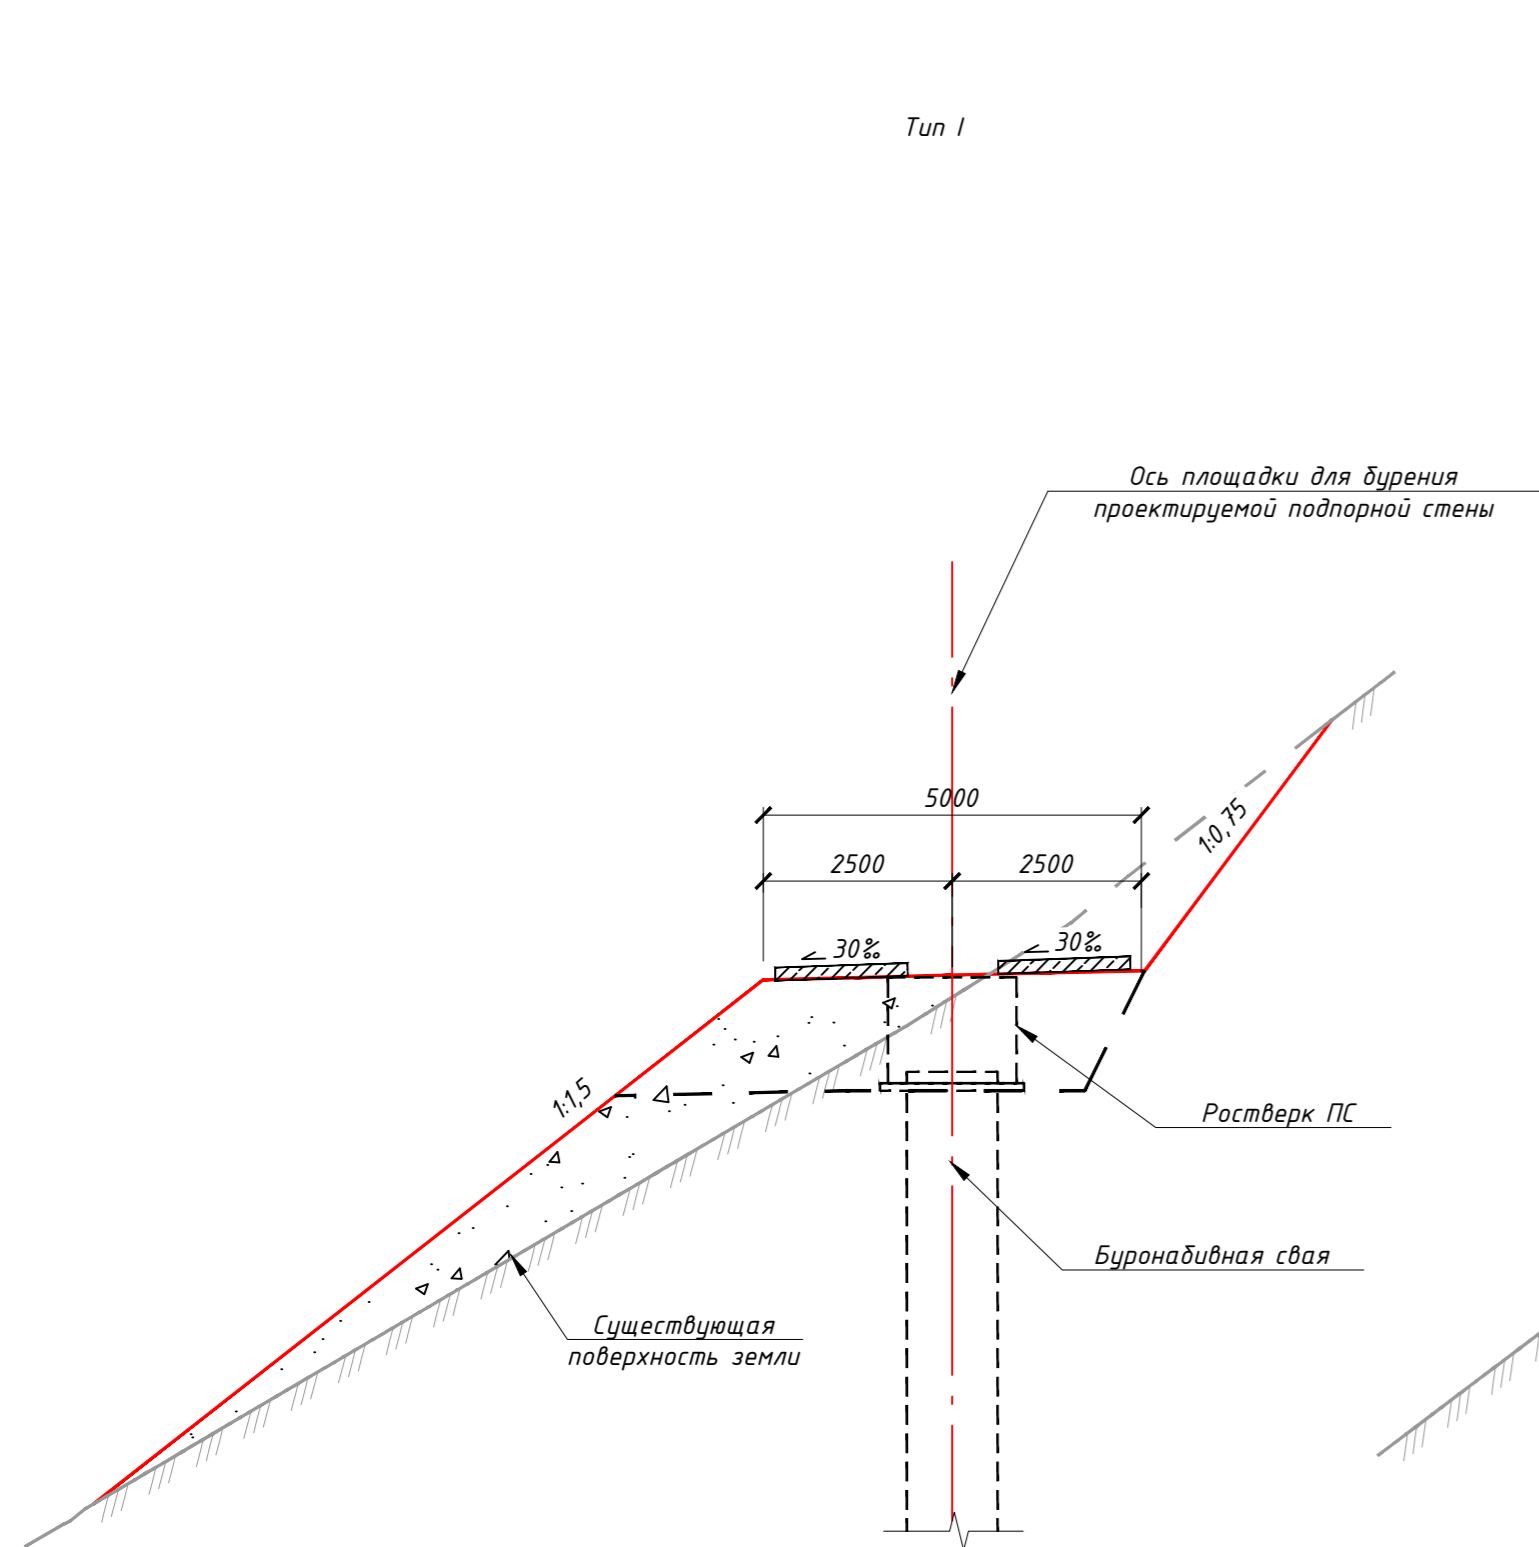 Тип I
Ось площадки для бурения
проектируемой подпорной стены
5000
1:0,75
2500
2500
30‰
30‰
1:1,5
Ростверк ПС
Буронабивная свая
Существующая
поверхность земли